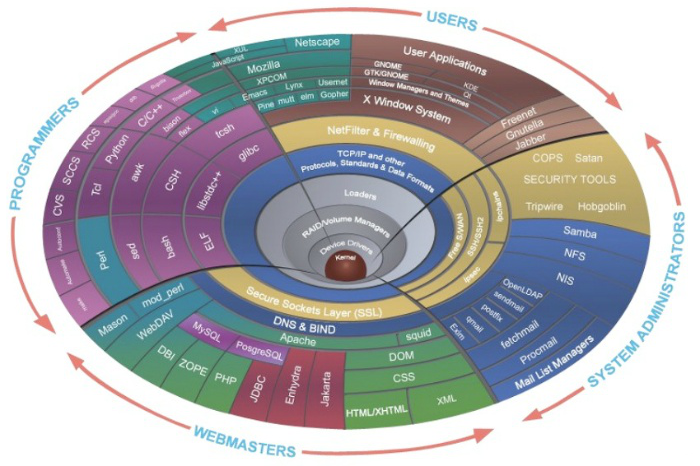 USERS
PROGRAMMERS
SYSTEM ADMINISTRATORS
WEBMASTERS
XUL
JavaScript
Netscape
Mozilla
XPCOM
Emacs Lynx Usenet
Pine mutt elm Gopher
vi
User Applications
GNOME
GTK/GNOME
KDE
Qt
Window Managers and Themes
X Window System
Freenet
Gnutella
Jabber
NetFilter & Firewalling
TCP/IP and other
Protocols, Standards & Data Formats
Loaders
RAID/Volume Managers
Device Drivers
Kernel
Free S/WAN
SSH/SSH2
Ipchains
ipsec
COPS Satan
SECURITY TOOLS
Tripwire Hobgoblin
Samba
NFS
NIS
OpenLDAP
sendmail
postfix
qmail
Exim
fetchmail
Procmail
Mail List Managers
CVS
SCCS
RCS
tcl
Python
C/C++
bison
flex
awk
CSH
tcsh
glibc
libstdc++
ELF
bash
sed
Perl
Autoconf
Automake
make
Secure Sockets Layer (SSL)
DNS & BIND
Apache
squid
mod_perf
Mason
WebDAV
MySQL
PosgreSQL
DBI
ZOPE
PHP
JDBC
Enhydra
Jakarta
DOM
CSS
HTML/XHTML
XML